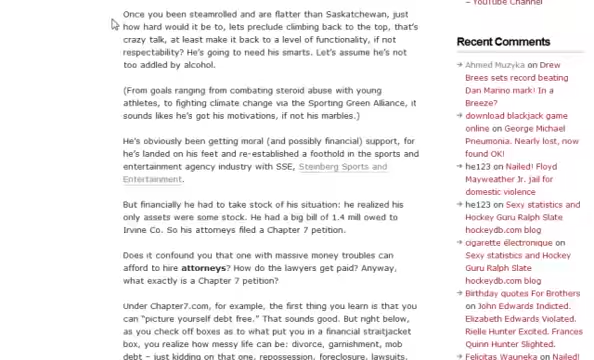 Once you been steamrolled and are flatter than Saskatchewan, just
how hard would it be to, lets preclude climbing back to the top, that's
crazy talk, at least make it back to a level of functionality, if not
respectability? He's going to need his smarts. Let's assume he's not
too addled by alcohol.
(From goals ranging from combating steroid abuse with young
athletes, to fighting climate change via the Sporting Green Alliance, it
sounds likes he's got his motivations, if not his marbles.)
He's obviously been getting moral (and possibly financial) support, for
he's landed on his feet and re-established a foothold in the sports and
entertainment agency industry with SSE, Steinberg Sports and
Entertainment.
But financially he had to take stock of his situation: he realized his
only assets were some stock. He had a big bill of 1.4 mill owed to
Irvine Co. So his attorneys filed a Chapter 7 petition.
Does it confound you that one with massive money troubles can
afford to hire attorneys? How do the lawyers get paid? Anyway,
what exactly is a Chapter 7 petition?
Under Chapter7.com, for example, the first thing you learn is that you
can "picture yourself debt free." That sounds good. But right below,
as you check off boxes as to what put you in a financial straitjacket
box, you realize how messy life can be: divorce, garnishment, mob
debt – just kidding on that one, repossession, foreclosure, lawsuits,
– YouTube Channel
Recent Comments
Ahmed Muzyka on Drew
Brees sets record beating
Dan Marino mark! In a
Breeze?
download blackjack game
online on George Michael
Pneumonia. Nearly lost, now
found OK!
he123 on Nailed! Floyd
Mayweather Jr. jail for
domestic violence
he123 on Sexy statistics and
Hockey Guru Ralph Slate
hockeydb.com blog
cigarette électronique on
Sexy statistics and Hockey
Guru Ralph Slate
hockeydb.com blog
Birthday quotes For Brothers
on John Edwards Indicted.
Elizabeth Edwards Violated.
Rielle Hunter Excited. Frances
Quinn Hunter Slighted.
Felicitas Wauneka on Nailed!